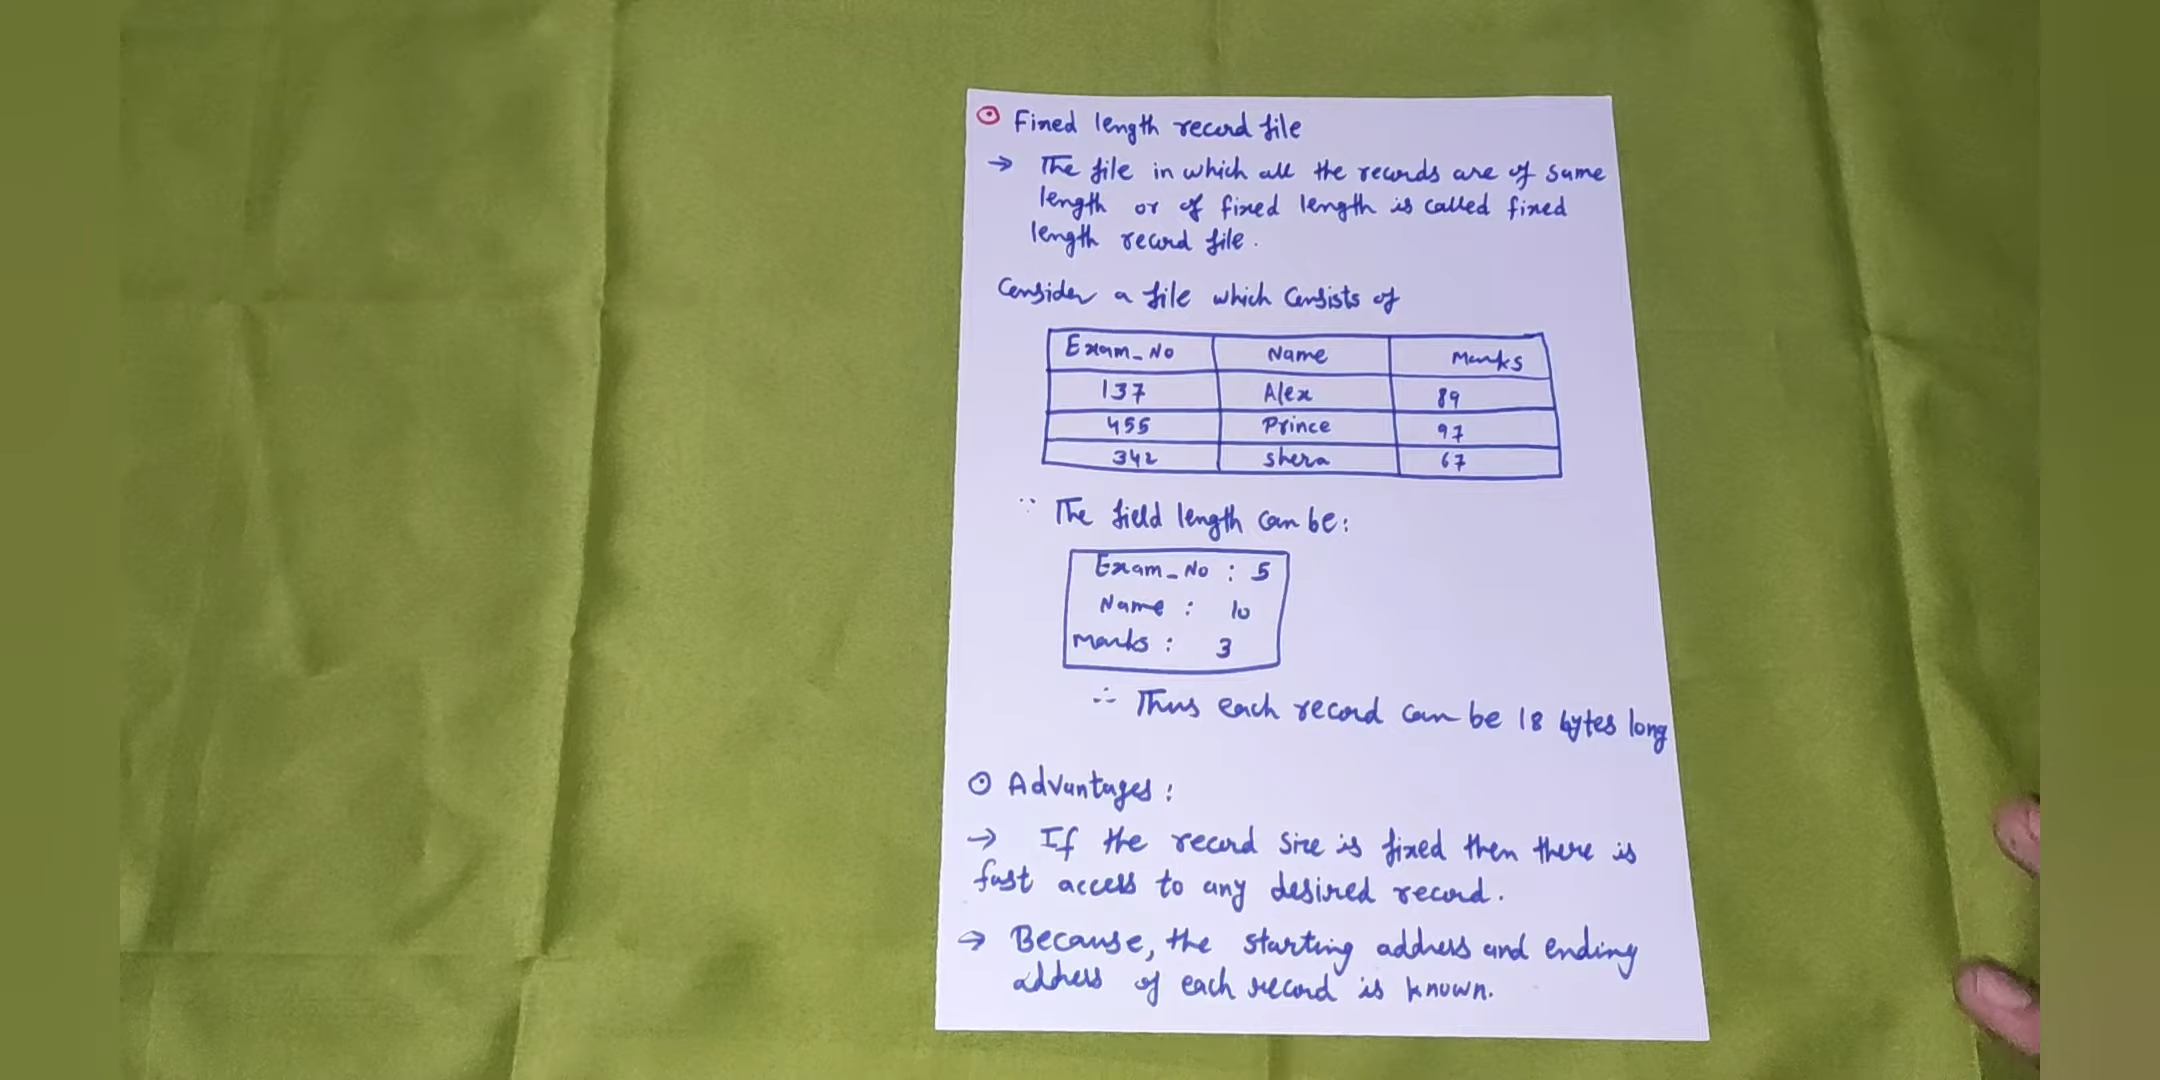 Fixed length record file
→ The file in which all the records are of same
length or of fixed length is called fixed
length record file.
Consider a file which consists of
Exam_No Name Marks
137 Alex 89
455 Prince 97
342 shera 67
∵ The field length can be:
Exam_No : 5
Name : 10
Marks : 3
∴ Thus each record can be 18 bytes long
Advantages:
→ If the record size is fixed then there is
fast access to any desired record.
→ Because, the starting address and ending
address of each record is known.